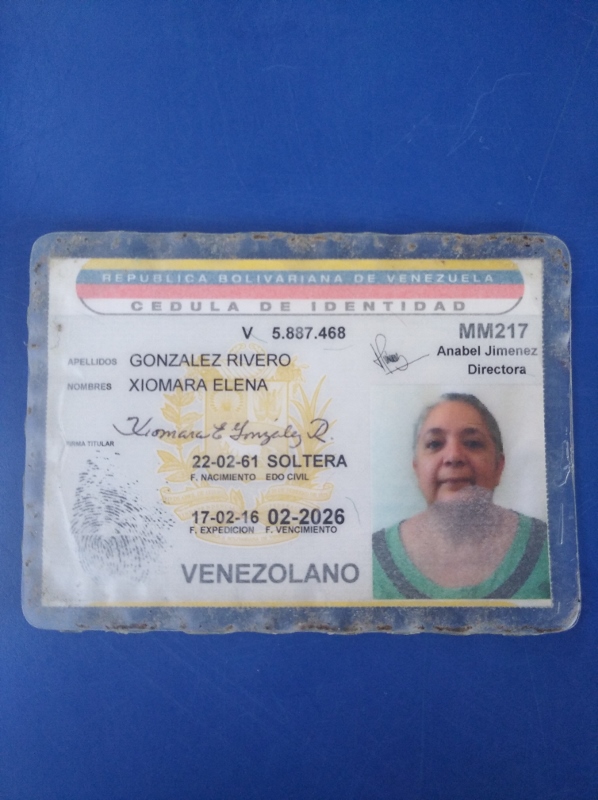 REPUBLICA BOLIVARIANA DE VENEZUELA
CEDULA DE IDENTIDAD
V 5.887.468
MM217
Anabel Jimenez
Directora
APELLIDOS GONZALEZ RIVERO
NOMBRES XIOMARA ELENA
Xiomara E Gonzalez R.
FIRMA TITULAR
22-02-61 SOLTERA
F. NACIMIENTO EDO CIVIL
17-02-16 02-2026
F. EXPEDICION F. VENCIMIENTO
VENEZOLANO